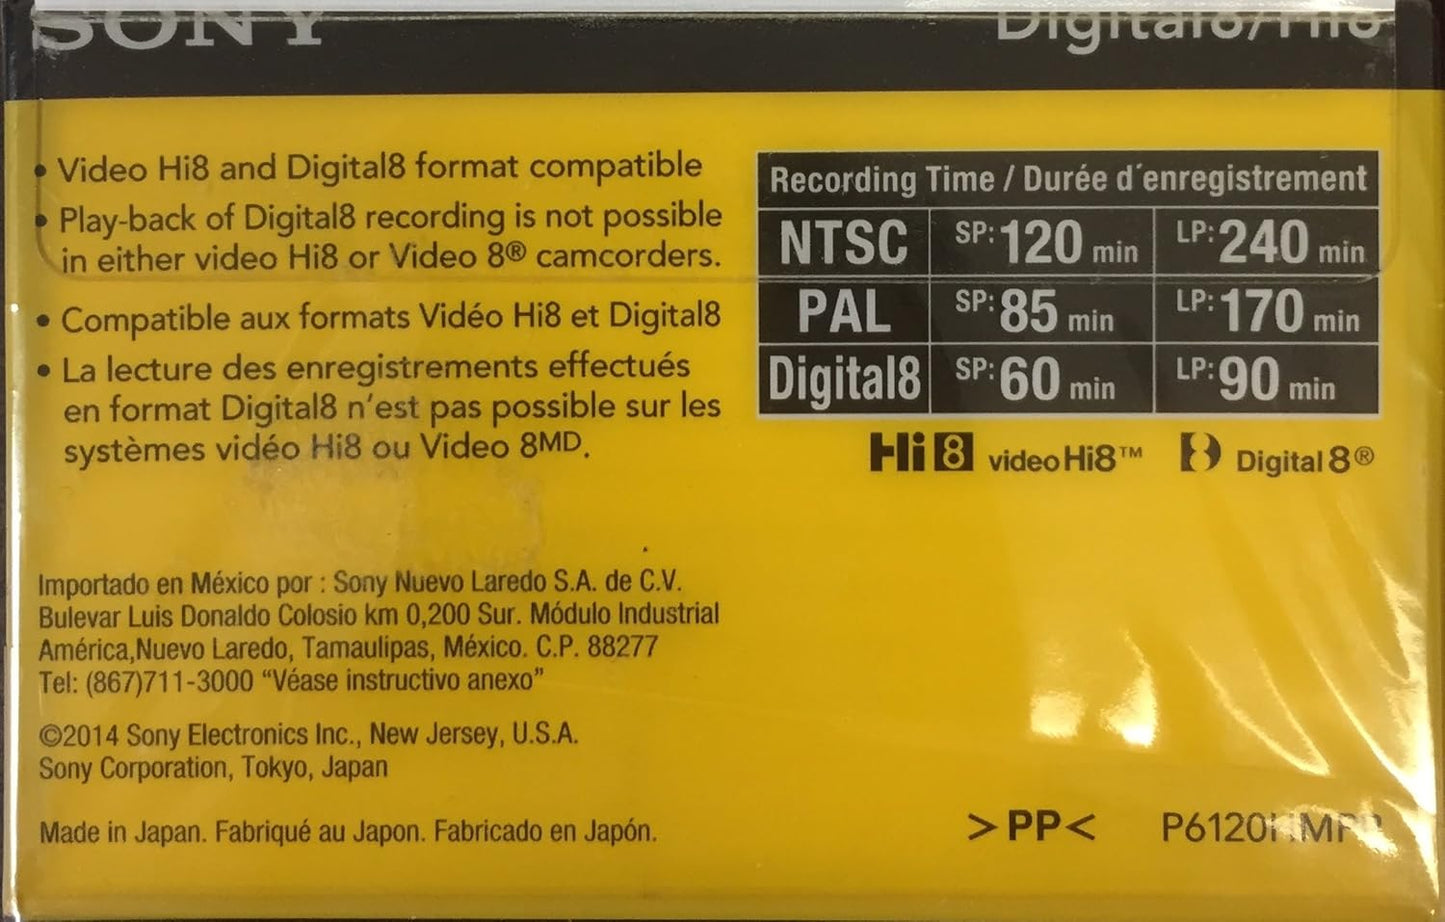 SONY
Digital8/Hi8
• Video Hi8 and Digital8 format compatible
• Play-back of Digital8 recording is not possible
in either video Hi8 or Video 8® camcorders.
• Compatible aux formats Vidéo Hi8 et Digital8
• La lecture des enregistrements effectués
en format Digital8 n'est pas possible sur les
systèmes vidéo Hi8 ou Video 8MD.
Recording Time / Durée d´enregistrement
NTSC SP: 120 min LP: 240 min
PAL SP: 85 min LP: 170 min
Digital8 SP: 60 min LP: 90 min
Hi8 video Hi8™ Digital 8®
Importado en México por : Sony Nuevo Laredo S.A. de C.V.
Bulevar Luis Donaldo Colosio km 0,200 Sur. Módulo Industrial
América,Nuevo Laredo, Tamaulipas, México. C.P. 88277
Tel: (867)711-3000 “Véase instructivo anexo”
©2014 Sony Electronics Inc., New Jersey, U.S.A.
Sony Corporation, Tokyo, Japan
Made in Japan. Fabriqué au Japon. Fabricado en Japón.
>PP<